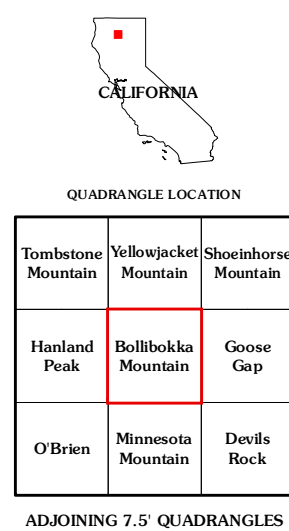 CALIFORNIA
QUADRANGLE LOCATION
Tombstone Mountain
Yellowjacket Mountain
Shoeinhorse Mountain
Hanland Peak
Bollibokka Mountain
Goose Gap
O'Brien
Minnesota Mountain
Devils Rock
ADJOINING 7.5' QUADRANGLES